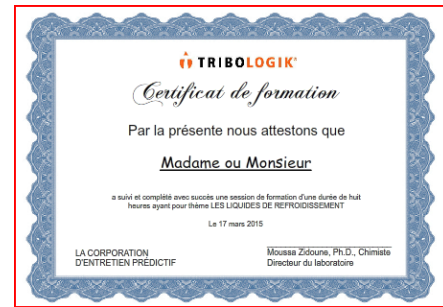 TRIBOLOGIK®
Certificat de formation
Par la présente nous attestons que
Madame ou Monsieur
a suivi et complété avec succès une session de formation d'une durée de huit
heures ayant pour thème LES LIQUIDES DE REFROIDISSEMENT
Le 17 mars 2015
LA CORPORATION
D'ENTRETIEN PRÉDICTIF
Moussa Zidoune, Ph.D., Chimiste
Directeur du laboratoire